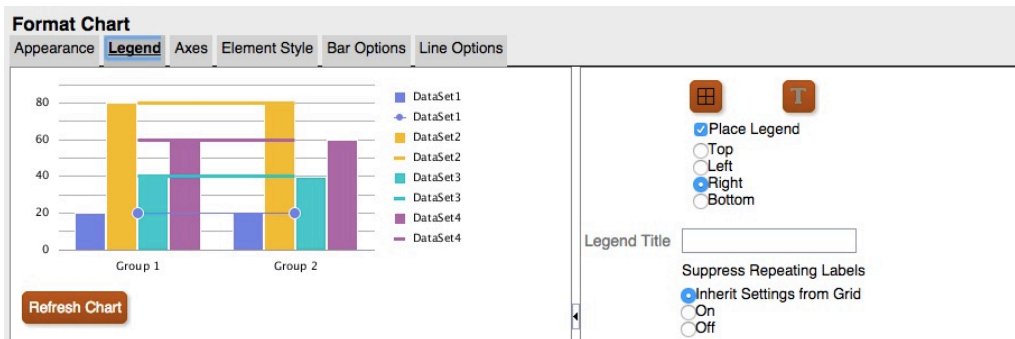 Format Chart
Appearance Legend Axes Element Style Bar Options Line Options
80
60
40
20
0
Group 1 Group 2
DataSet1
DataSet1
DataSet2
DataSet2
DataSet3
DataSet3
DataSet4
DataSet4
Refresh Chart
T
Place Legend
Top
Left
Right
Bottom
Legend Title
Suppress Repeating Labels
Inherit Settings from Grid
On
Off